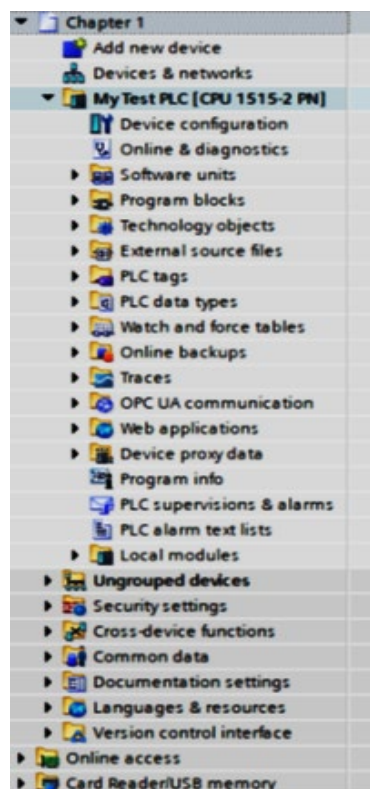 Chapter 1
Add new device
Devices & networks
My Test PLC [CPU 1515-2 PN]
Device configuration
Online & diagnostics
Software units
Program blocks
Technology objects
External source files
PLC tags
PLC data types
Watch and force tables
Online backups
Traces
OPC UA communication
Web applications
Device proxy data
Program info
PLC supervisions & alarms
PLC alarm text lists
Local modules
Ungrouped devices
Security settings
Cross-device functions
Common data
Documentation settings
Languages & resources
Version control interface
Online access
Card Reader/USB memory